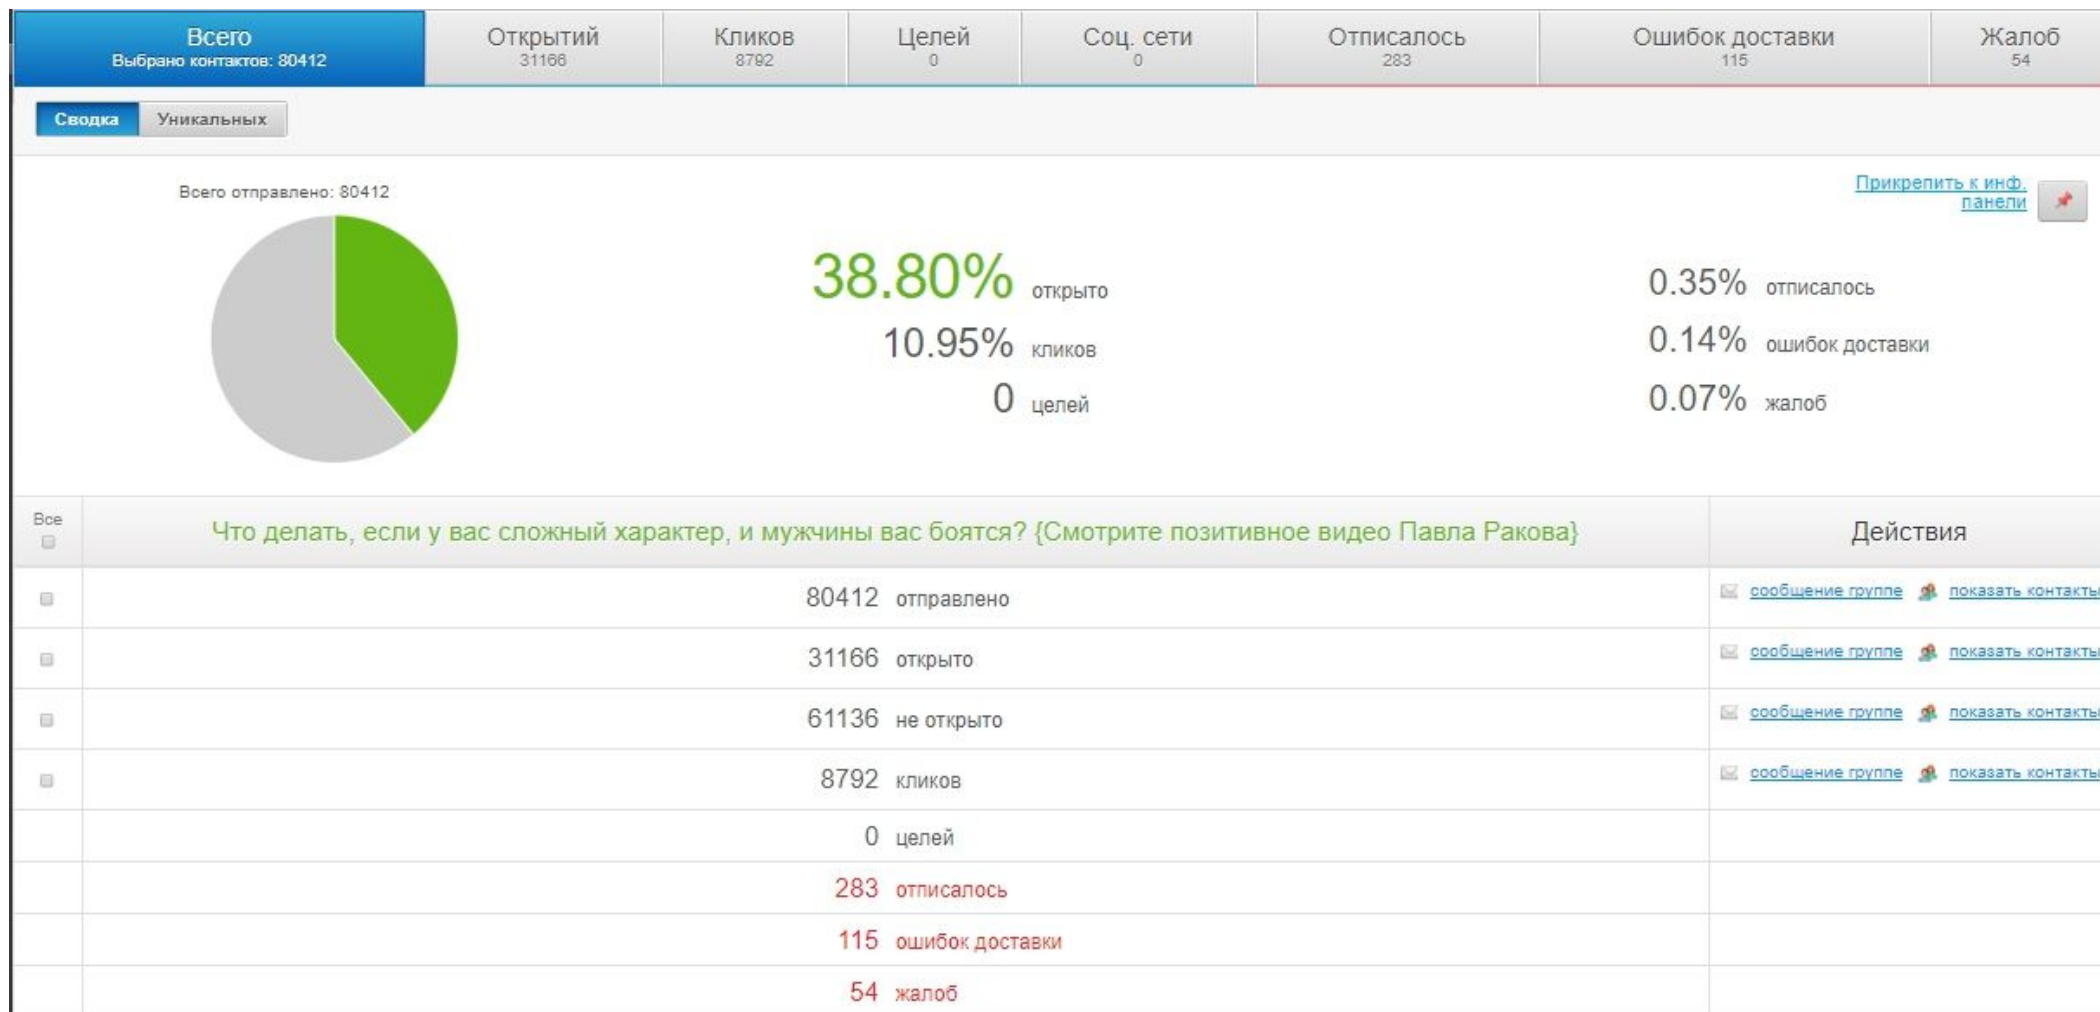 Всего
Выбрано контактов: 80412
Открытий
31166
Кликов
8792
Целей
0
Соц. сети
0
Отписалось
283
Ошибок доставки
115
Жалоб
54
Сводка
Уникальных
Всего отправлено: 80412
Прикрепить к инф.
панели
38.80% открыто
10.95% кликов
0 целей
0.35% отписалось
0.14% ошибок доставки
0.07% жалоб
Все
Что делать, если у вас сложный характер, и мужчины вас боятся? {Смотрите позитивное видео Павла Ракова}
Действия
80412 отправлено
сообщение группе показать контакты
31166 открыто
сообщение группе показать контакты
61136 не открыто
сообщение группе показать контакты
8792 кликов
сообщение группе показать контакты
0 целей
283 отписалось
115 ошибок доставки
54 жалоб